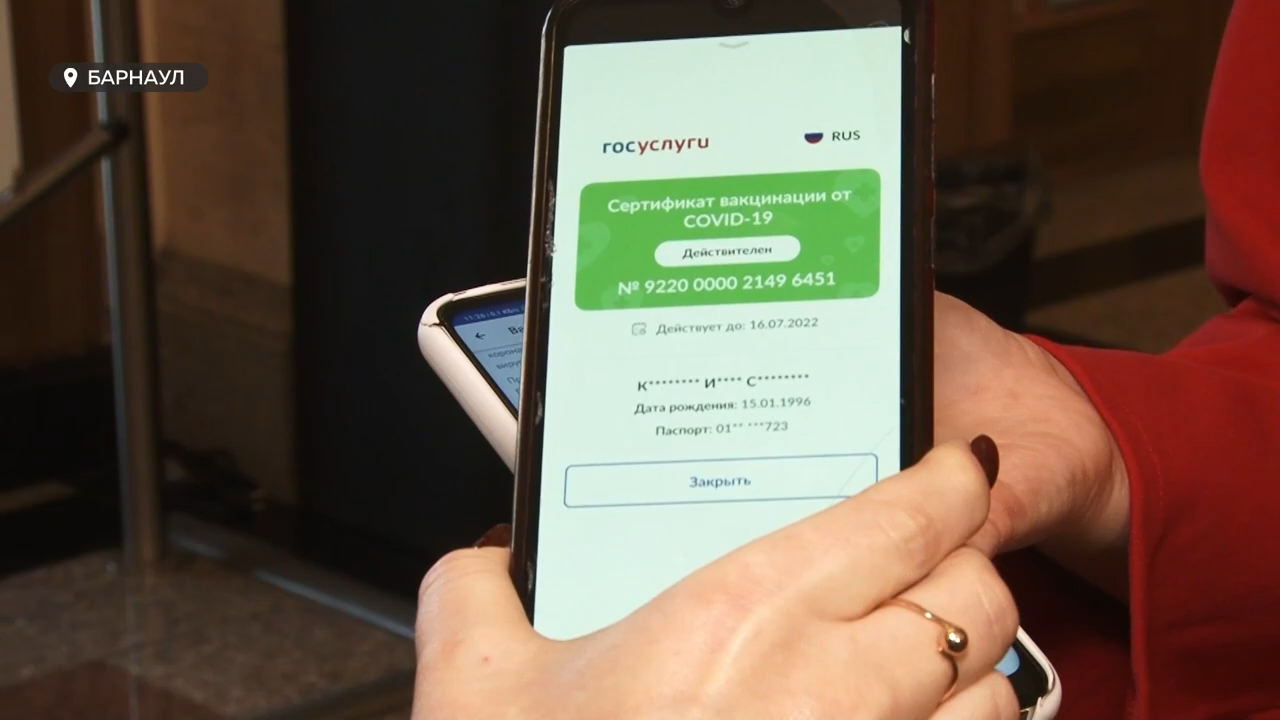 БАРНАУЛ
госуслуги
RUS
Сертификат вакцинации от
COVID-19
Действителен
№ 9220 0000 2149 6451
Действует до: 16.07.2022
К******** И**** С********
Дата рождения: 15.01.1996
Паспорт: 01** ***723
Закрыть